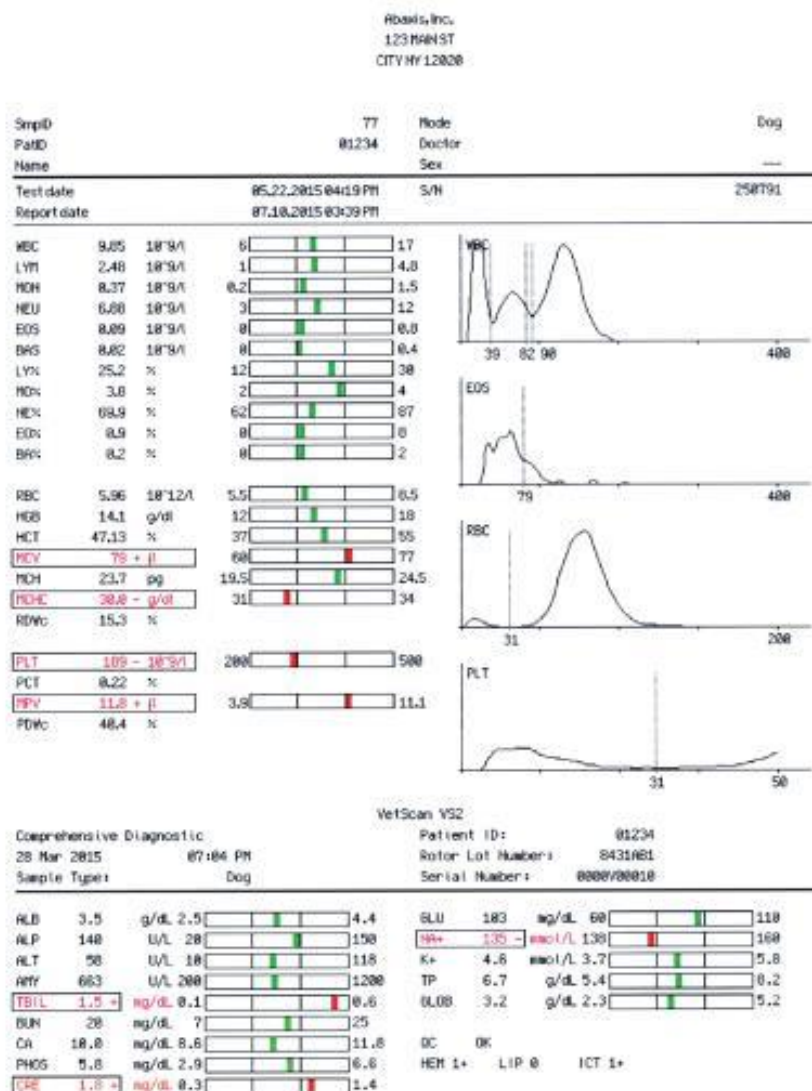 Abaxis, Inc.
123 MAIN ST
CITY NY 12020
SmpID 77 Mode Dog
PatID 01234 Doctor
Name Sex ---
Test date 05.22.2015 04:19 PM S/N 250791
Report date 07.10.2015 03:39 PM
WBC 9.85 10^9/l 6 17
LYM 2.48 10^9/l 1 4.8
MON 0.37 10^9/l 0.2 1.5
NEU 6.88 10^9/l 3 12
EOS 0.09 10^9/l 0 0.8
BAS 0.02 10^9/l 0 0.4
LY% 25.2 % 12 30
MO% 3.8 % 2 4
NE% 69.9 % 62 87
EO% 0.9 % 0 8
BA% 0.2 % 0 2
RBC 5.96 10^12/l 5.5 8.5
HGB 14.1 g/dl 12 18
HCT 47.13 % 37 55
MCV 78 + fl 60 77
MCH 23.7 pg 19.5 24.5
MCHC 30.0 - g/dl 31 34
RDWc 15.3 %
PLT 189 - 10^9/l 200 500
PCT 0.22 %
MPV 11.8 + fl 3.9 11.1
PDWc 40.4 %
WBC
39 82 90 400
EOS
79 400
RBC
31 200
PLT
31 50
VetScan VS2
Comprehensive Diagnostic Patient ID: 01234
28 Mar 2015 07:04 PM Rotor Lot Number: 8431AB1
Sample Type: Dog Serial Number: 0000V00010
ALB 3.5 g/dL 2.5 4.4
ALP 140 U/L 20 150
ALT 50 U/L 10 118
AMY 663 U/L 200 1200
TBIL 1.5 + mg/dL 0.1 0.6
BUN 20 mg/dL 7 25
CA 10.0 mg/dL 8.6 11.8
PHOS 5.8 mg/dL 2.9 6.6
CRE 1.8 + mg/dL 0.3 1.4
GLU 103 mg/dL 60 110
NA+ 135 - mmol/L 138 160
K+ 4.6 mmol/L 3.7 5.8
TP 6.7 g/dL 5.4 8.2
GLOB 3.2 g/dL 2.3 5.2
QC OK
HEM 1+ LIP 0 ICT 1+